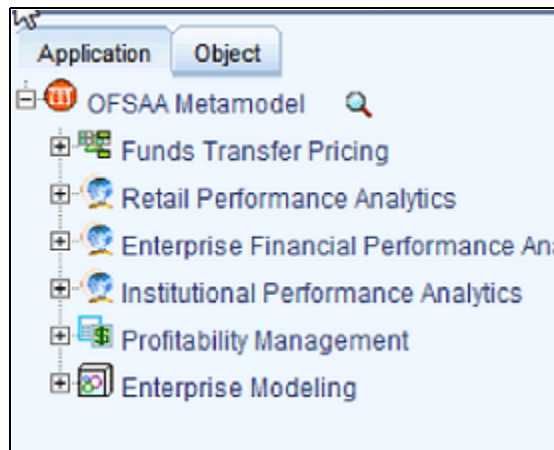 Application Object
OFSAA Metamodel
Funds Transfer Pricing
Retail Performance Analytics
Enterprise Financial Performance
Institutional Performance Analytics
Profitability Management
Enterprise Modeling